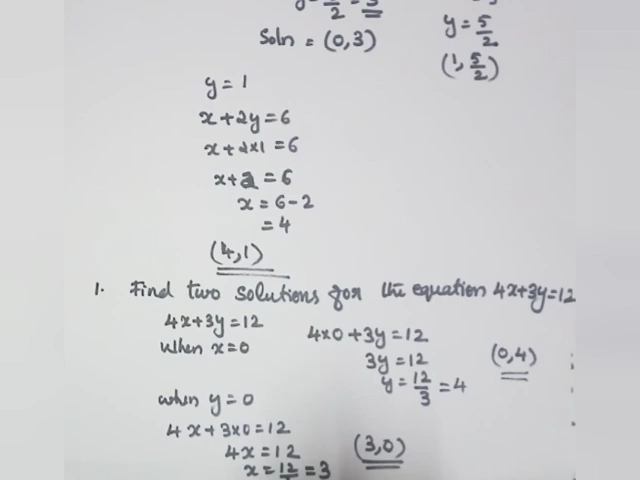 Soln = (0,3)
y = 5/2
(1, 5/2)
y = 1
x + 2y = 6
x + 2×1 = 6
x + 2 = 6
x = 6 - 2
= 4
(4,1)
1. Find two solutions for the equation 4x+3y=12
4x+3y=12
When x=0
4×0 +3y=12
3y = 12
y = 12/3 = 4
(0,4)
when y = 0
4x+3×0=12
4x = 12
x = 12/ = 3
(3,0)